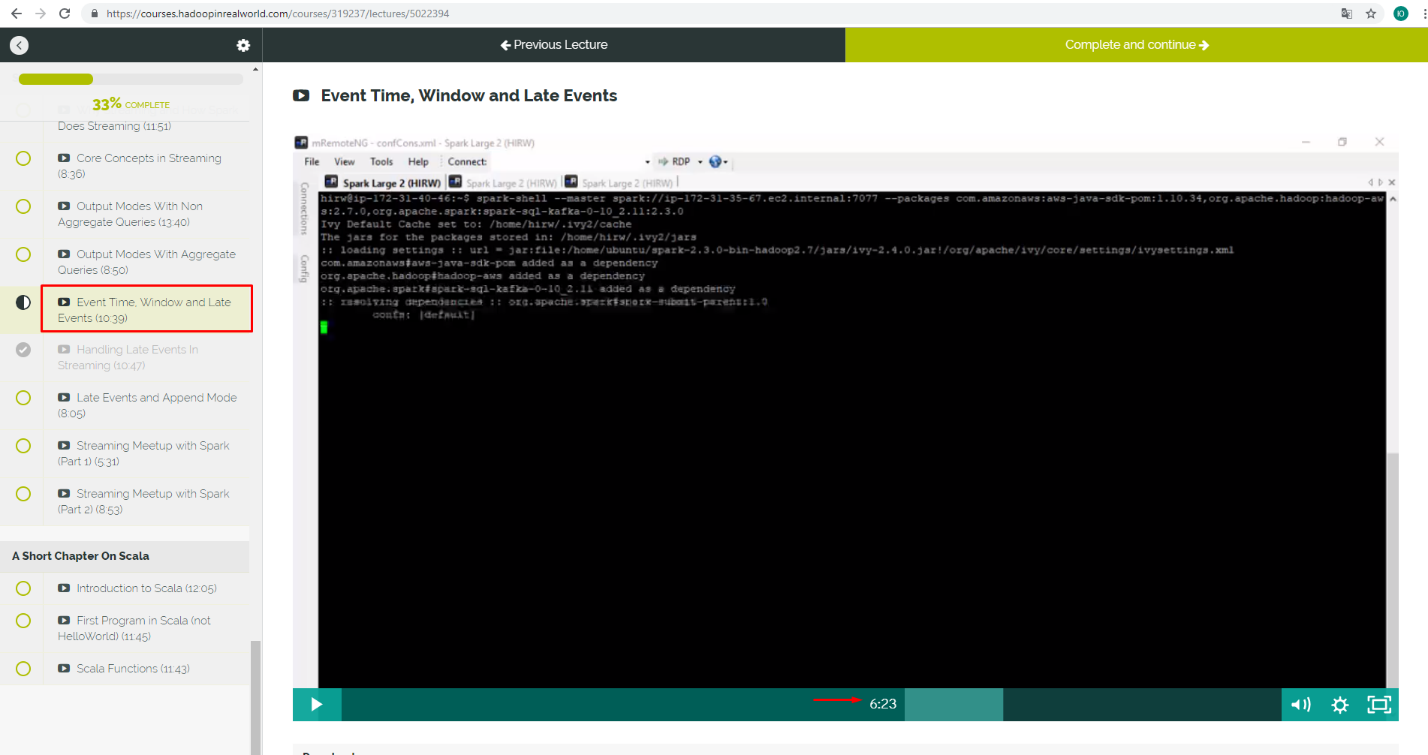 https://courses.hadoopinrealworld.com/courses/319237/lectures/5022394
Previous Lecture
Complete and continue
33% COMPLETE
Does Streaming (11:51)
Core Concepts in Streaming
(8:36)
Output Modes With Non
Aggregate Queries (13:40)
Output Modes With Aggregate
Queries (8:50)
Event Time, Window and Late
Events (10:39)
Handling Late Events In
Streaming (10:47)
Late Events and Append Mode
(8:05)
Streaming Meetup with Spark
(Part 1) (5:31)
Streaming Meetup with Spark
(Part 2) (8:53)
A Short Chapter On Scala
Introduction to Scala (12:05)
First Program in Scala (not
HelloWorld) (11:45)
Scala Functions (11:43)
Event Time, Window and Late Events
mRemoteNG - confCons.xml - Spark Large 2 (HIRW)
File View Tools Help Connect: RDP
Spark Large 2 (HIRW) Spark Large 2 (HIRW) Spark Large 2 (HIRW)
Connections
Config
hirw@ip-172-31-40-46:~$ spark-shell --master spark://ip-172-31-35-67.ec2.internal:7077 --packages com.amazonaws:aws-java-sdk-pom:1.10.34,org.apache.hadoop:hadoop-aw
s:2.7.0,org.apache.spark:spark-sql-kafka-0-10_2.11:2.3.0
Ivy Default Cache set to: /home/hirw/.ivy2/cache
The jars for the packages stored in: /home/hirw/.ivy2/jars
:: loading settings :: url = jar:file:/home/ubuntu/spark-2.3.0-bin-hadoop2.7/jars/ivy-2.4.0.jar!/org/apache/ivy/core/settings/ivysettings.xml
com.amazonaws#aws-java-sdk-pom added as a dependency
org.apache.hadoop#hadoop-aws added as a dependency
org.apache.spark#spark-sql-kafka-0-10_2.11 added as a dependency
:: resolving dependencies :: org.apache.spark#spark-submit-parent;1.0
confs: [default]
6:23